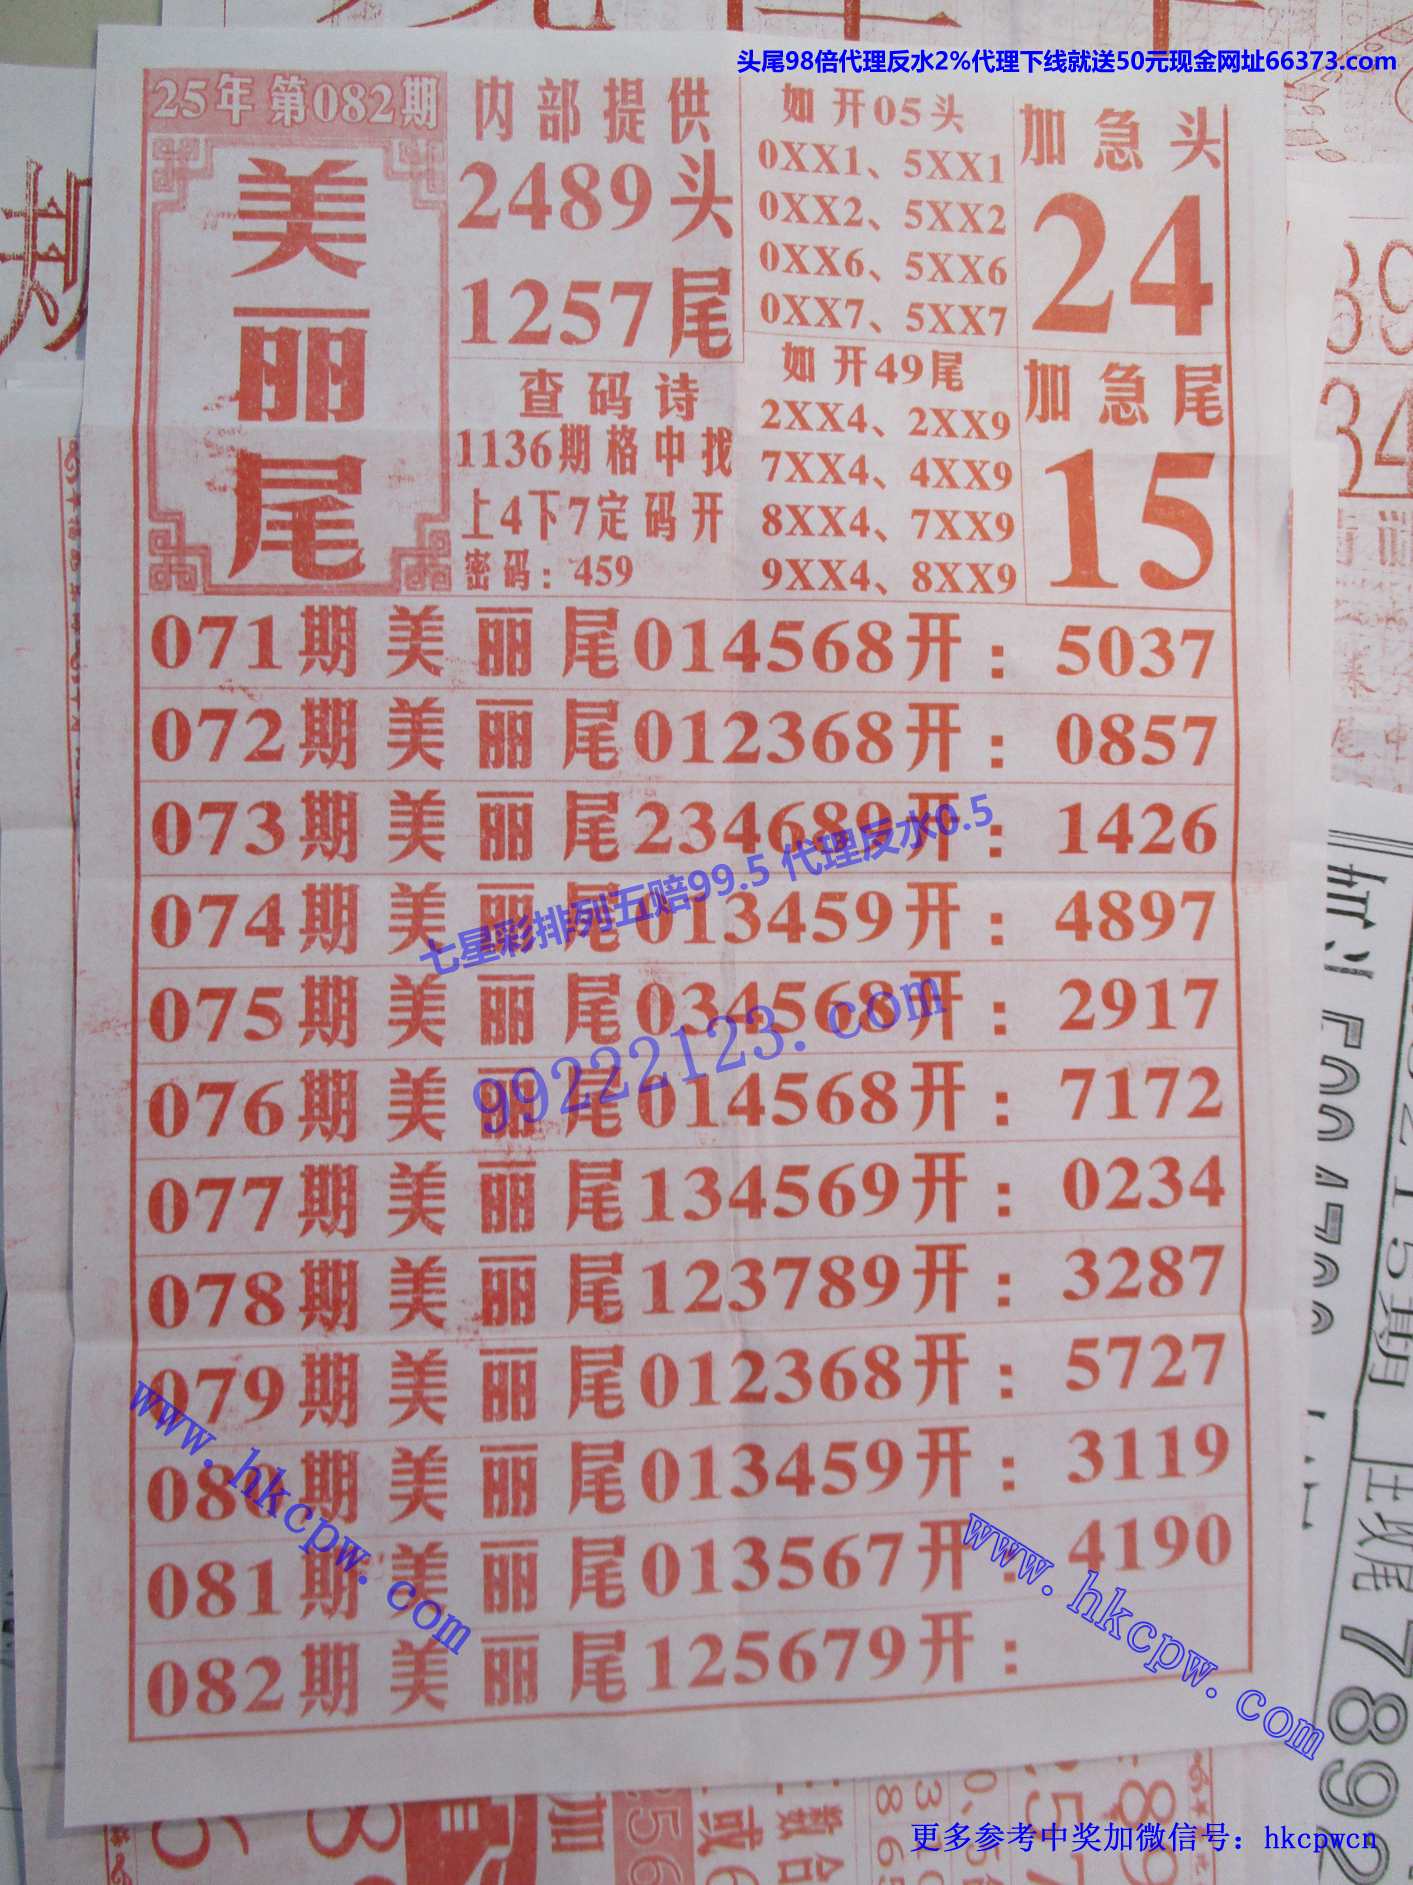 头尾98倍代理反水2%代理下线就送50元现金网址66373.com
25年 第082期
美丽尾
内部提供
2489头
1257尾
查码诗
1136期格中找
上4下7定码开
密码：459
如开05头
0XX1、5XX1
0XX2、5XX2
0XX6、5XX6
0XX7、5XX7
如开49尾
2XX4、2XX9
7XX4、4XX9
8XX4、7XX9
9XX4、8XX9
加急头
24
加急尾
15
071期美丽尾014568开：5037
072期美丽尾012368开：0857
073期美丽尾234689开：1426
074期美丽尾013459开：4897
075期美丽尾034568开：2917
076期美丽尾014568开：7172
077期美丽尾134569开：0234
078期美丽尾123789开：3287
079期美丽尾012368开：5727
080期美丽尾013459开：3119
081期美丽尾013567开：4190
082期美丽尾125679开：
七星彩排列五赔99.5 代理反水0.5
99222123.com
www.hkcpw.com
www.hkcpw.com
更多参考中奖加微信号：hkcpwcn